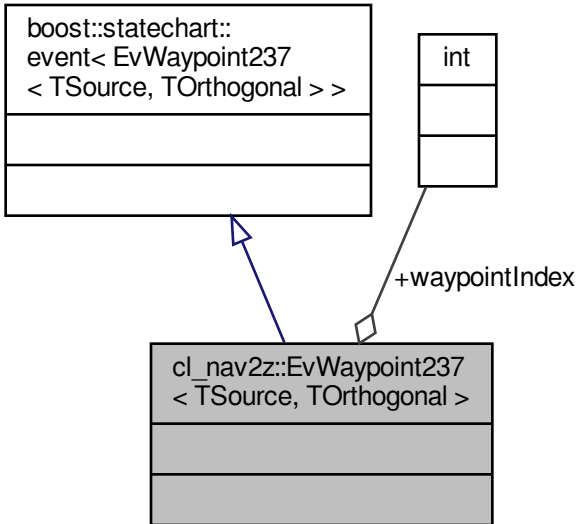 boost::statechart::
event< EvWaypoint237
< TSource, TOrthogonal > >
int
+waypointIndex
cl_nav2z::EvWaypoint237
< TSource, TOrthogonal >